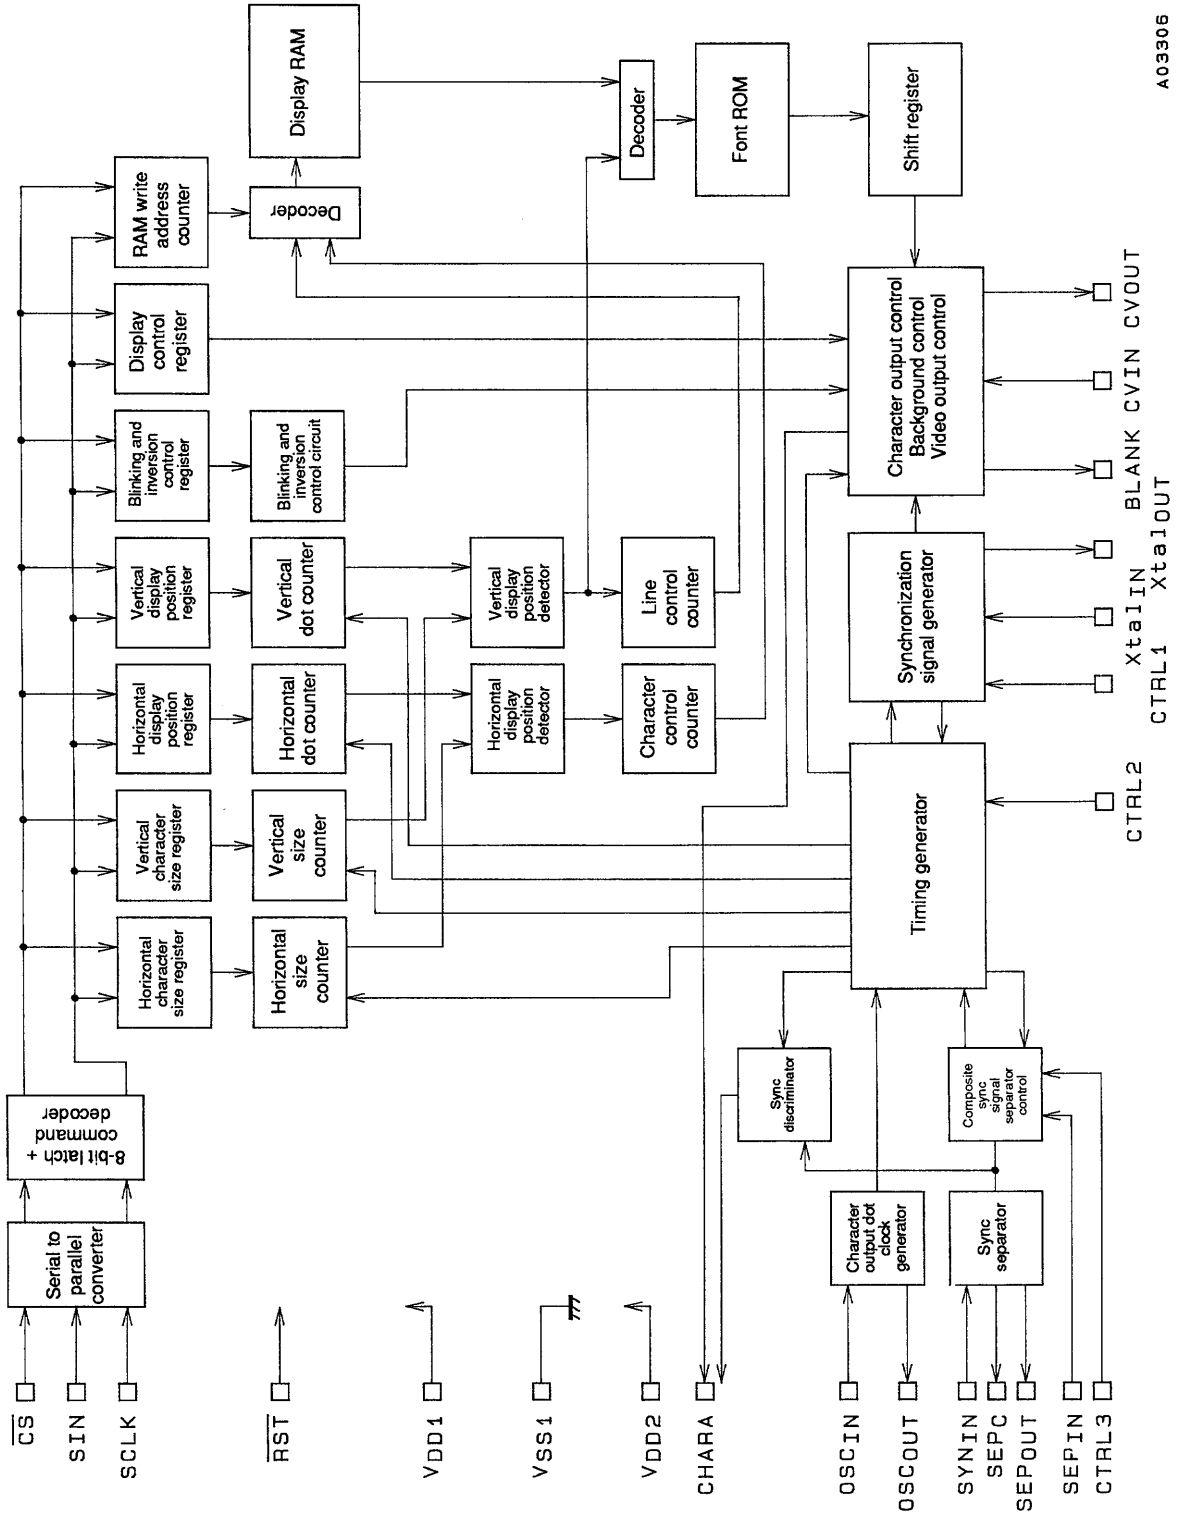 CS
SIN
SCLK
RST
VDD1
VSS1
VDD2
CHARA
OSCIN
OSCOUT
SYNIN
SEPC
SEPOUT
SEPIN
CTRL3
Serial to
parallel
converter
8-bit latch +
command
decoder
Horizontal
character
size register
Vertical
character
size register
Horizontal
display
position
register
Vertical
display
position
register
Blinking and
inversion
control
register
Display
control
register
RAM write
address
counter
Horizontal
size
counter
Vertical
size
counter
Horizontal
dot counter
Vertical
dot counter
Blinking and
inversion
control circuit
Decoder
Display RAM
Horizontal
display
position
detector
Vertical
display
position
detector
Character
control
counter
Line
control
counter
Decoder
Font ROM
Shift register
Sync
discriminator
Character
output dot
clock
generator
Sync
separator
Composite
sync
signal
separator
control
Timing generator
Synchronization
signal generator
Character output control
Background control
Video output control
CTRL2
CTRL1
XtalIN
XtalOUT
BLANK
CVIN
CVOUT
A03306